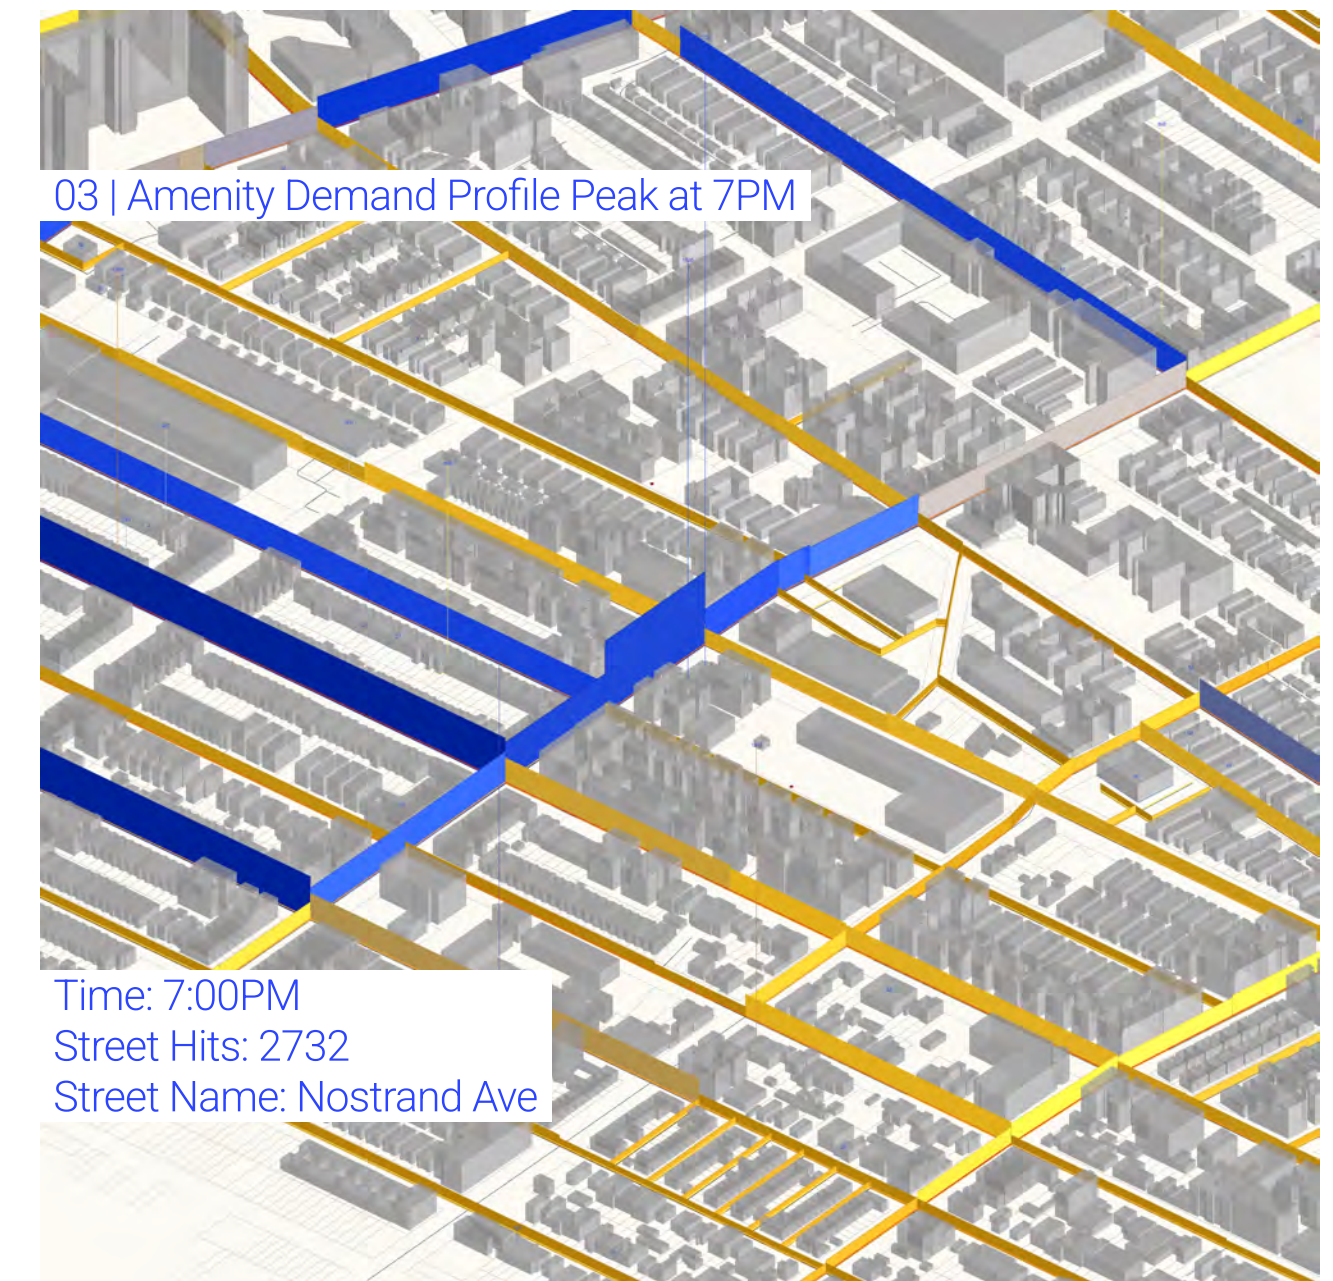 03 | Amenity Demand Profile Peak at 7PM
Time: 7:00PM
Street Hits: 2732
Street Name: Nostrand Ave